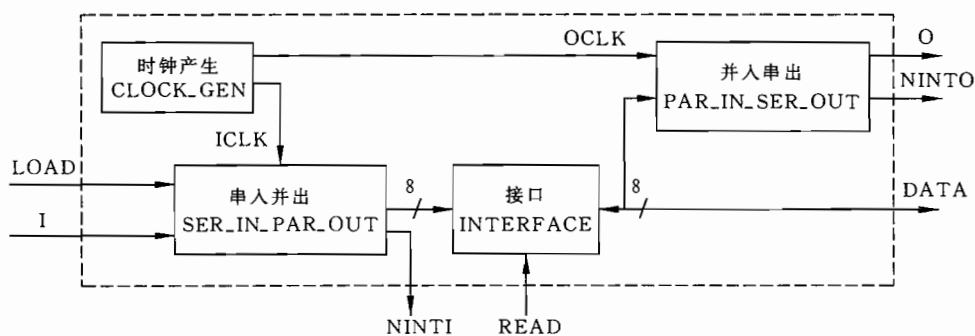 OCLK
O
时钟产生
CLOCK_GEN
并入串出
PAR_IN_SER_OUT
NINTO
ICLK
LOAD
串入并出
SER_IN_PAR_OUT
8
接口
INTERFACE
8
DATA
I
NINTI
READ